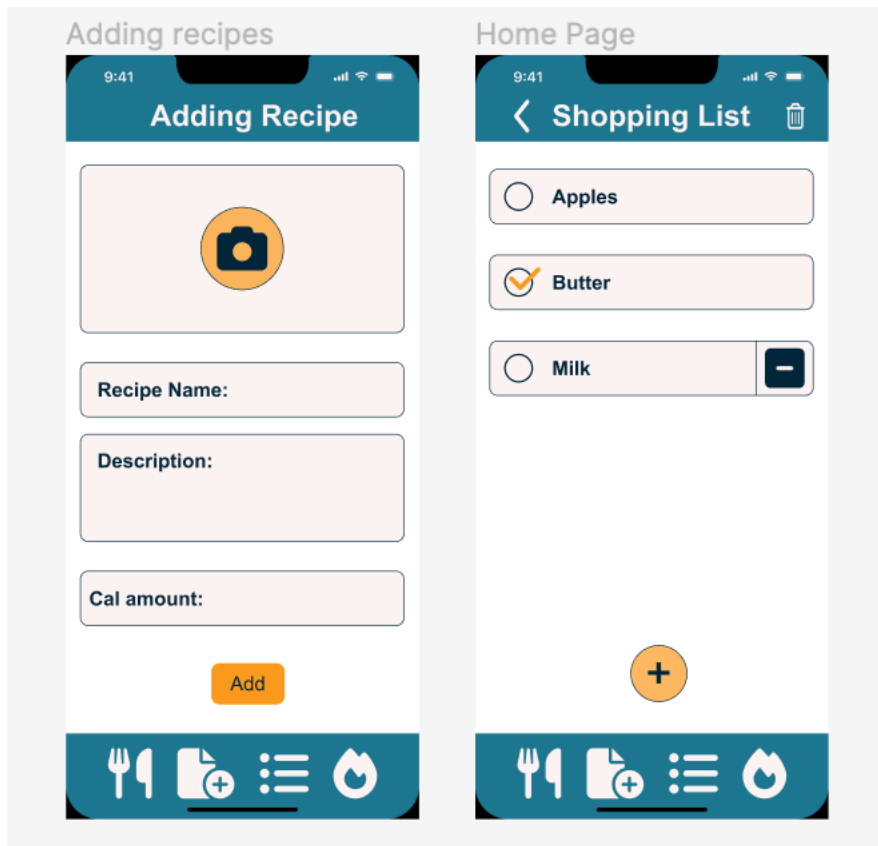 Adding recipes
9:41
Adding Recipe
Recipe Name:
Description:
Cal amount:
Add
Home Page
9:41
Shopping List
Apples
Butter
Milk